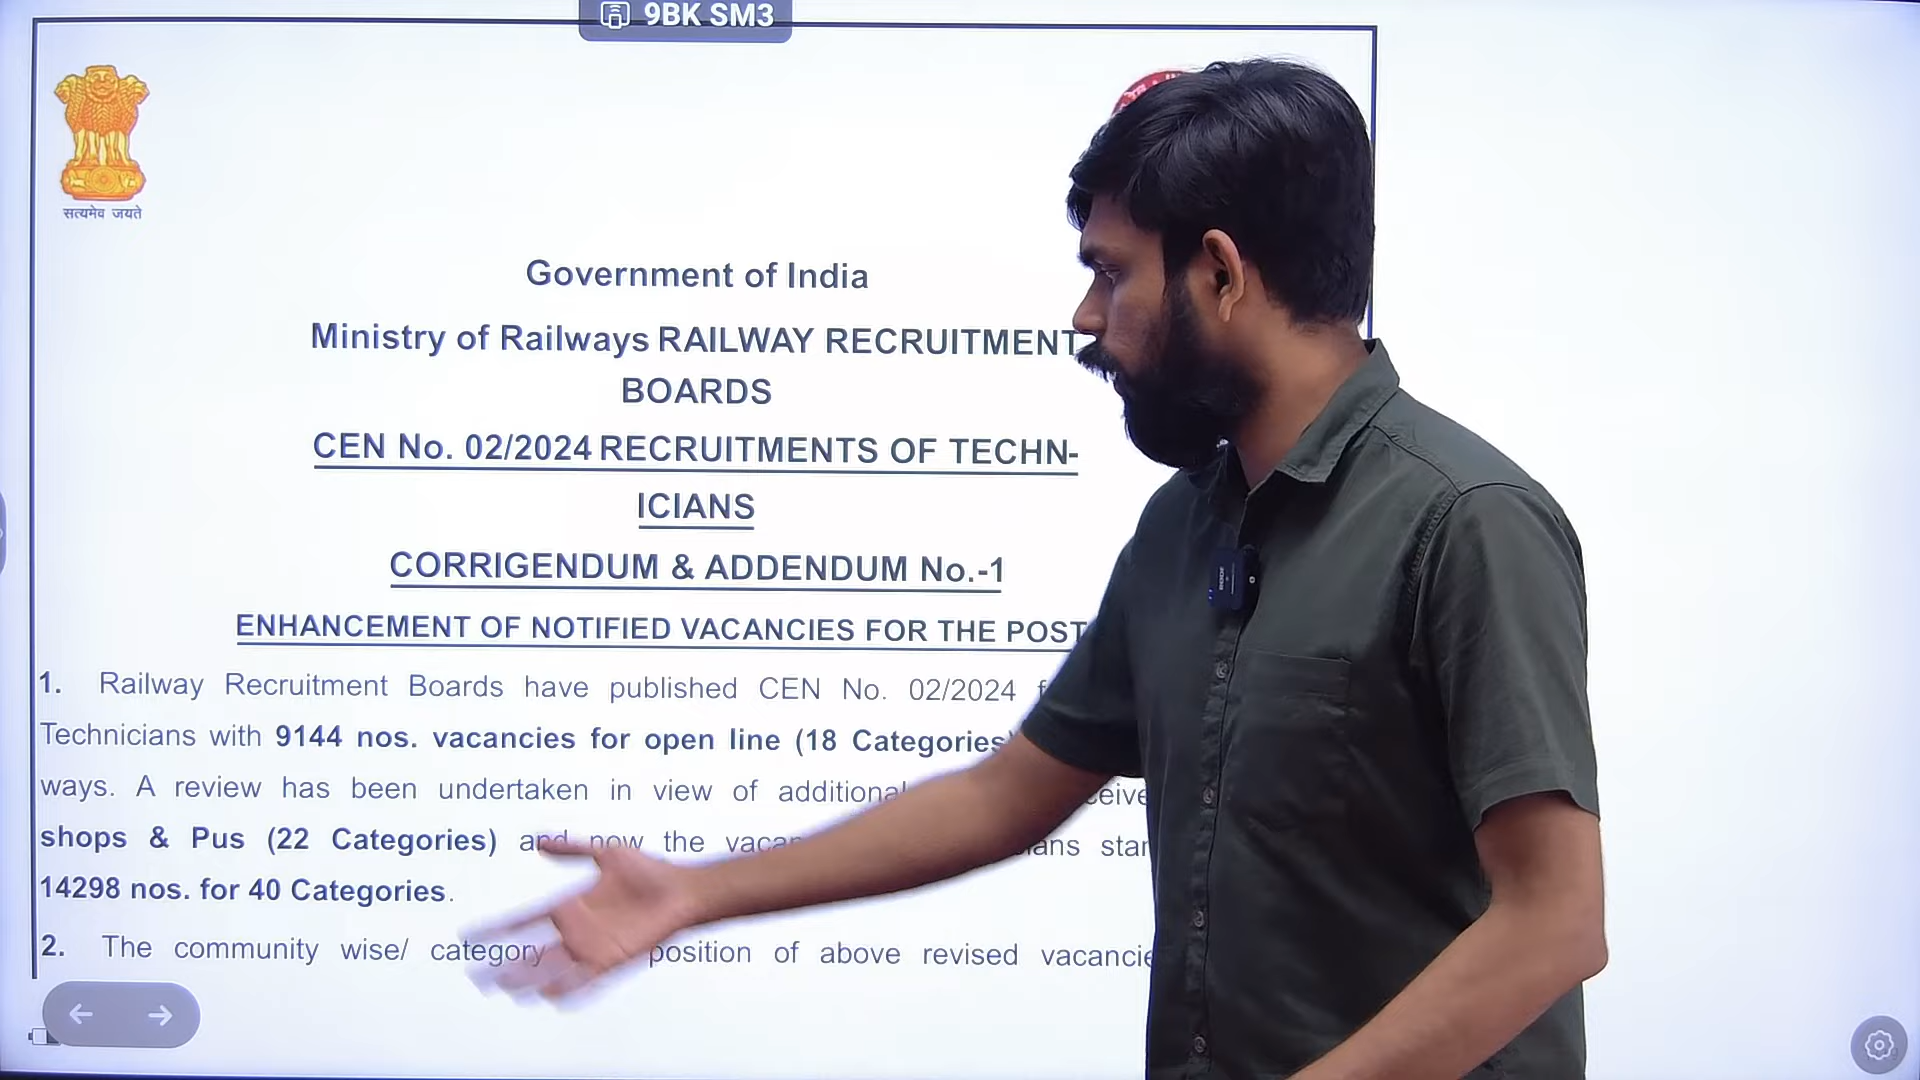 9BK SM3
सत्यमेव जयते
Government of India
Ministry of Railways RAILWAY RECRUITMENT
BOARDS
CEN No. 02/2024 RECRUITMENTS OF TECHN-
ICIANS
CORRIGENDUM & ADDENDUM No.-1
ENHANCEMENT OF NOTIFIED VACANCIES FOR THE POST
1. Railway Recruitment Boards have published CEN No. 02/2024
Technicians with 9144 nos. vacancies for open line (18 Categories)
ways. A review has been undertaken in view of additional
shops & Pus (22 Categories) and now the
14298 nos. for 40 Categories.
2. The community wise/ category position of above revised